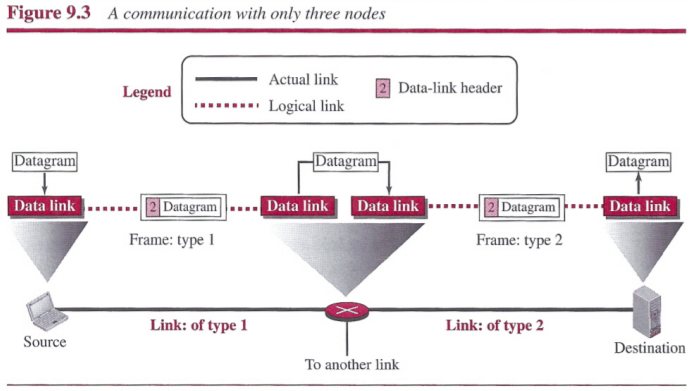 Figure 9.3 A communication with only three nodes
Legend
Actual link
Logical link
2 Data-link header
Datagram
Datagram
Datagram
Data link
2 Datagram
Data link
Data link
2 Datagram
Data link
Frame: type 1
Frame: type 2
Link: of type 1
Link: of type 2
Source
Destination
To another link